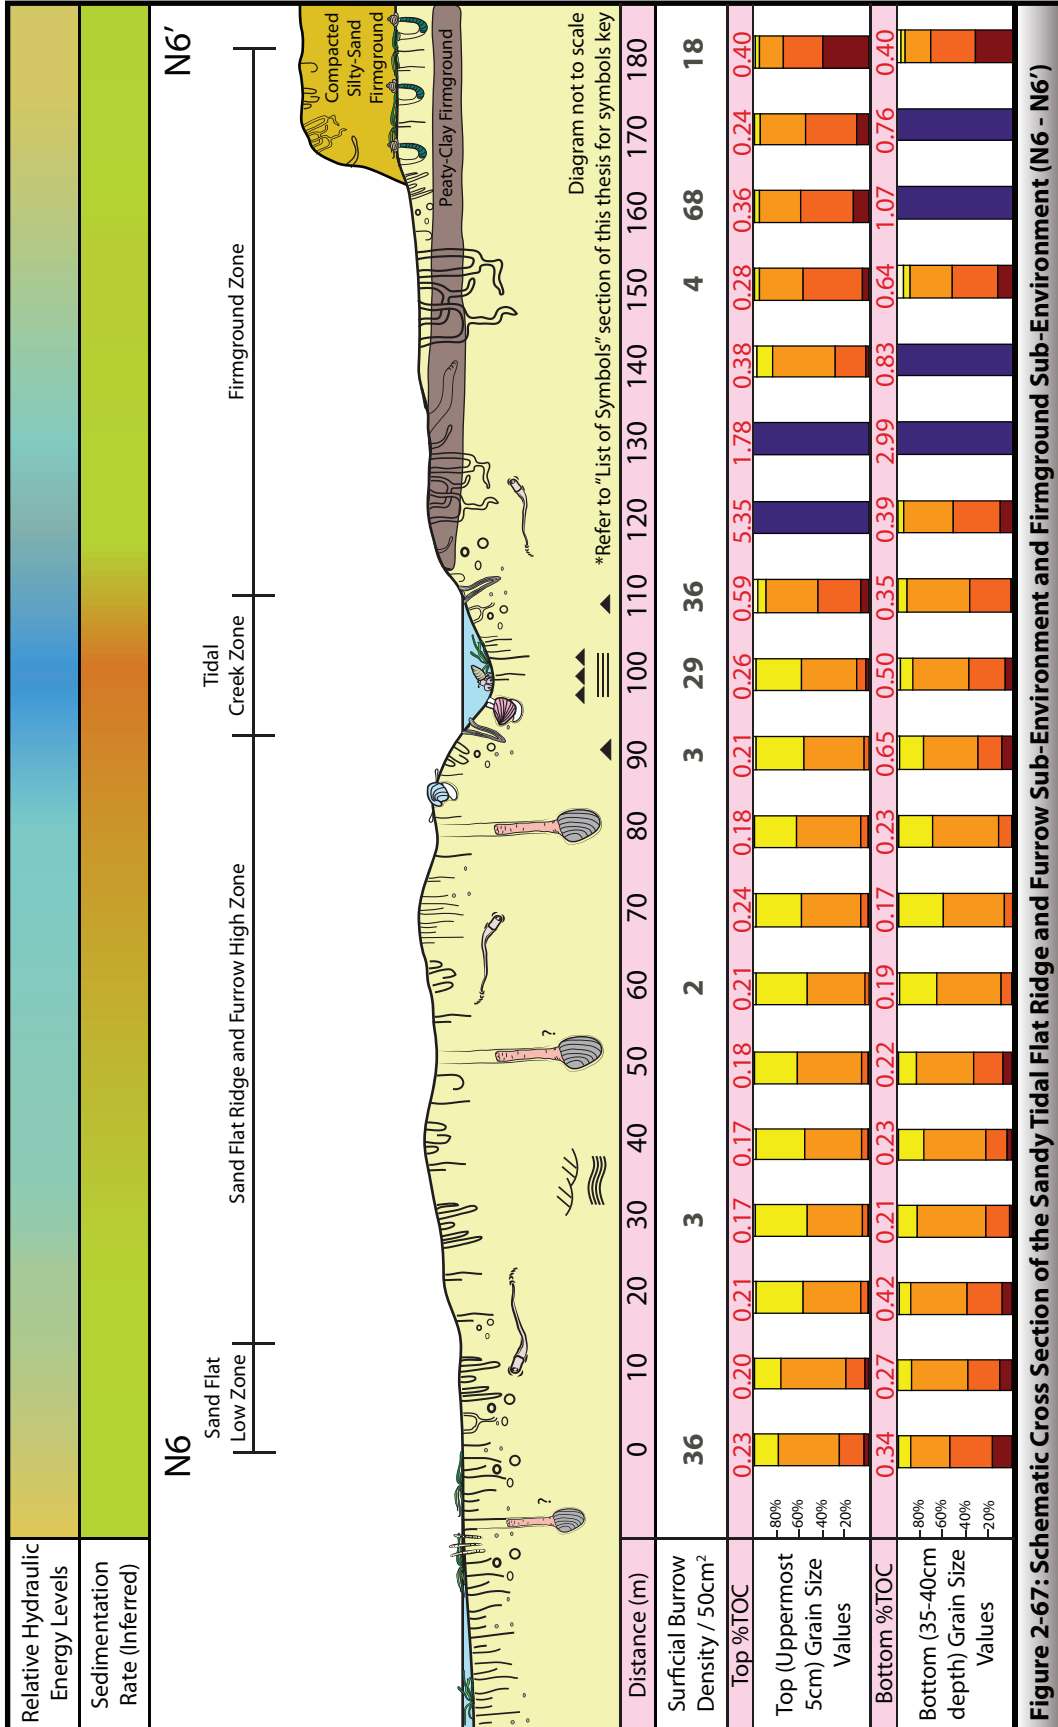 Relative Hydraulic
Energy Levels
Sedimentation
Rate (Inferred)
N6
N6'
Sand Flat
Low Zone
Sand Flat Ridge and Furrow High Zone
Tidal
Creek Zone
Firmground Zone
Compacted
Silty-Sand
Firmground
Peaty-Clay Firmground
?
?
Diagram not to scale
*Refer to "List of Symbols" section of this thesis for symbols key
Distance (m) 0 10 20 30 40 50 60 70 80 90 100 110 120 130 140 150 160 170 180
Surficial Burrow
Density / 50cm²
36 3 2 3 29 36 4 68 18
Top %TOC 0.23 0.20 0.21 0.17 0.17 0.18 0.21 0.24 0.18 0.21 0.26 0.59 5.35 1.78 0.38 0.28 0.36 0.24 0.40
Top (Uppermost
5cm) Grain Size
Values
80%
60%
40%
20%
Bottom %TOC 0.34 0.27 0.42 0.21 0.23 0.22 0.19 0.17 0.23 0.65 0.50 0.35 0.39 2.99 0.83 0.64 1.07 0.76 0.40
Bottom (35-40cm
depth) Grain Size
Values
80%
60%
40%
20%
Figure 2-67: Schematic Cross Section of the Sandy Tidal Flat Ridge and Furrow Sub-Environment and Firmground Sub-Environment (N6 - N6')